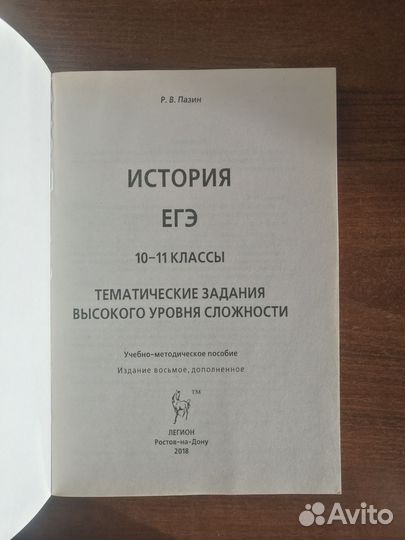 Р. В. Пазин
ИСТОРИЯ
ЕГЭ
10–11 КЛАССЫ
ТЕМАТИЧЕСКИЕ ЗАДАНИЯ
ВЫСОКОГО УРОВНЯ СЛОЖНОСТИ
Учебно-методическое пособие
Издание восьмое, дополненное
TM
ЛЕГИОН
Ростов-на-Дону
2018
Avito